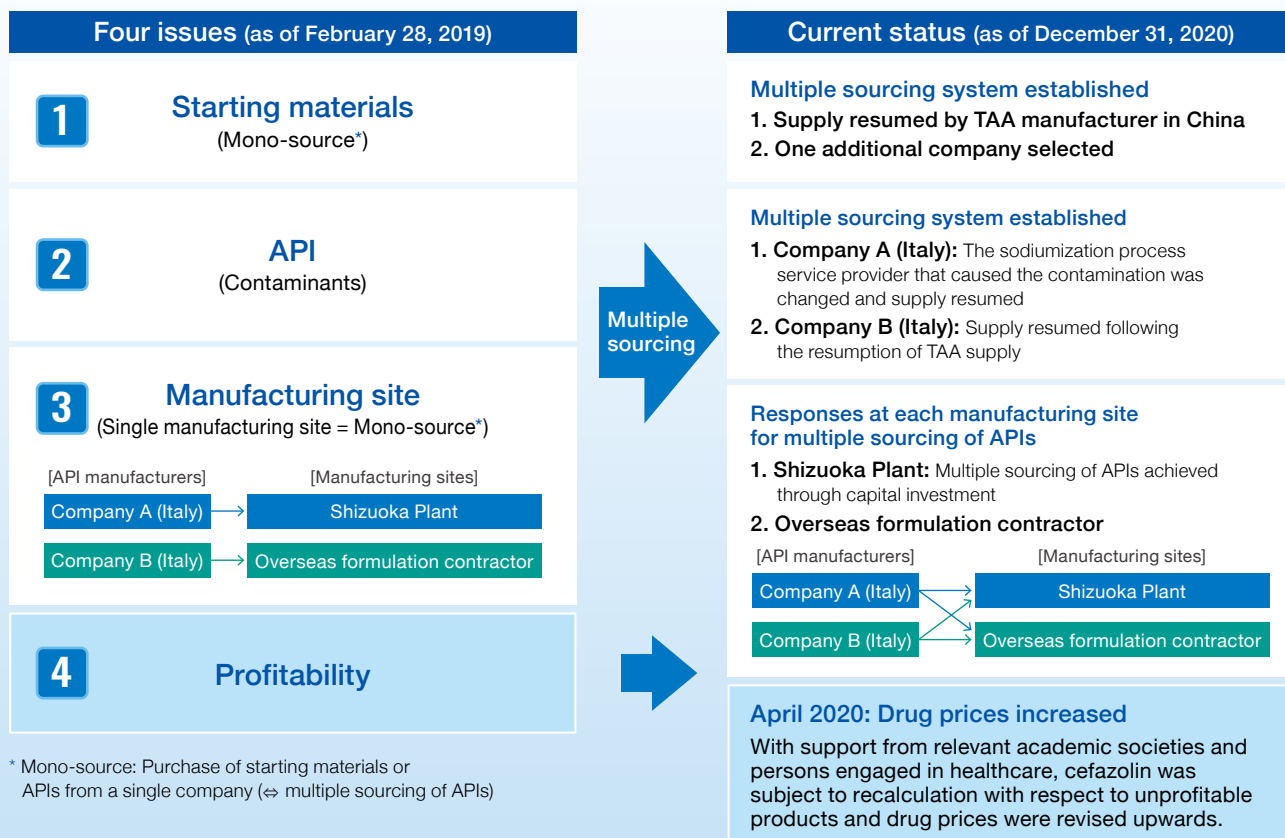 Four issues (as of February 28, 2019)
1
Starting materials
(Mono-source*)
2
API
(Contaminants)
3
Manufacturing site
(Single manufacturing site = Mono-source*)
[API manufacturers]
[Manufacturing sites]
Company A (Italy)
Shizuoka Plant
Company B (Italy)
Overseas formulation contractor
4
Profitability
* Mono-source: Purchase of starting materials or
APIs from a single company (⇔ multiple sourcing of APIs)
Multiple
sourcing
Current status (as of December 31, 2020)
Multiple sourcing system established
1. Supply resumed by TAA manufacturer in China
2. One additional company selected
Multiple sourcing system established
1. Company A (Italy): The sodiumization process
service provider that caused the contamination was
changed and supply resumed
2. Company B (Italy): Supply resumed following
the resumption of TAA supply
Responses at each manufacturing site
for multiple sourcing of APIs
1. Shizuoka Plant: Multiple sourcing of APIs achieved
through capital investment
2. Overseas formulation contractor
[API manufacturers]
[Manufacturing sites]
Company A (Italy)
Shizuoka Plant
Company B (Italy)
Overseas formulation contractor
April 2020: Drug prices increased
With support from relevant academic societies and
persons engaged in healthcare, cefazolin was
subject to recalculation with respect to unprofitable
products and drug prices were revised upwards.